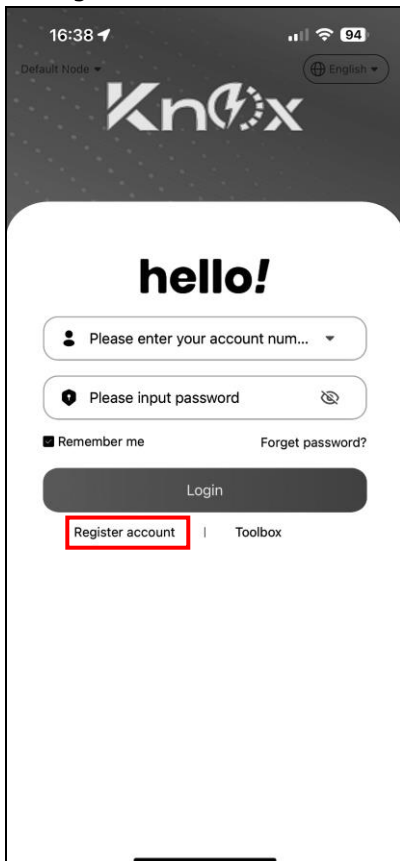 16:38 94
Default Node English
Knox
hello!
Please enter your account num...
Please input password
Remember me Forget password?
Login
Register account | Toolbox